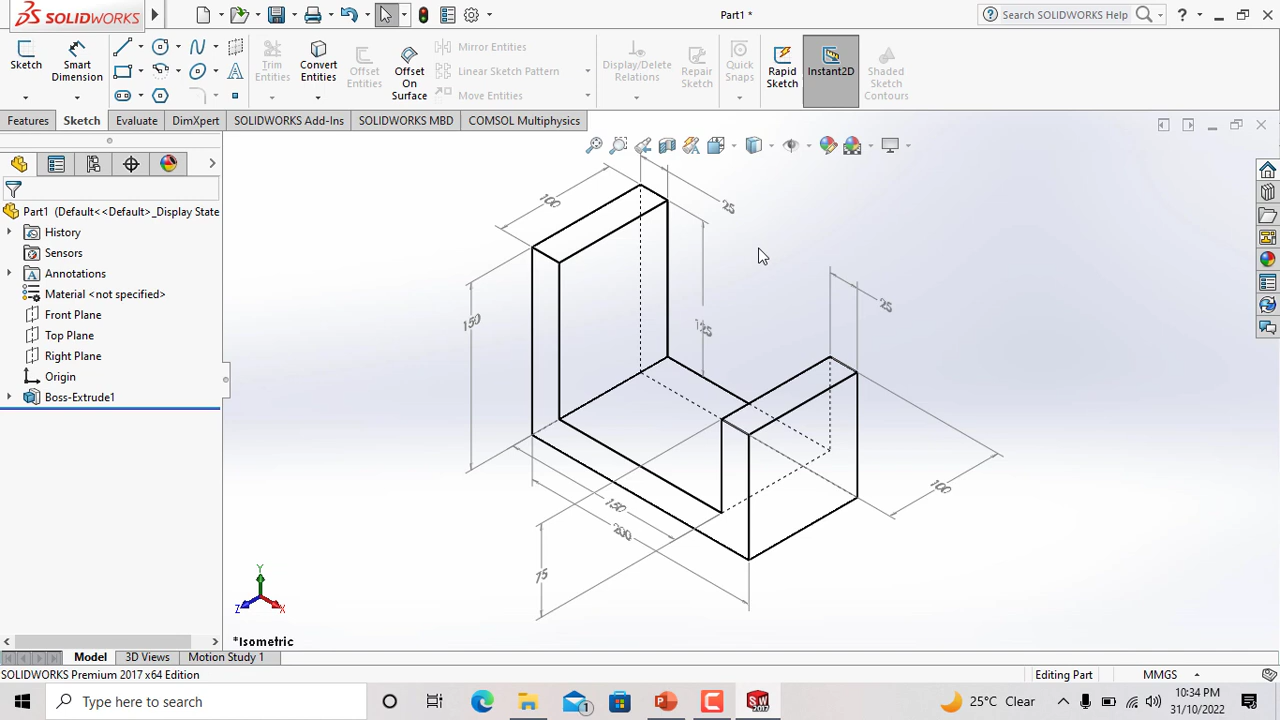 SOLIDWORKS
Part1 *
Search SOLIDWORKS Help
?
Sketch
Smart Dimension
Trim Entities
Convert Entities
Offset Entities
Offset On Surface
Mirror Entities
Linear Sketch Pattern
Move Entities
Display/Delete Relations
Repair Sketch
Quick Snaps
Rapid Sketch
Instant2D
Shaded Sketch Contours
Features
Sketch
Evaluate
DimXpert
SOLIDWORKS Add-Ins
SOLIDWORKS MBD
COMSOL Multiphysics
Part1 (Default<<Default>_Display State
History
Sensors
Annotations
Material <not specified>
Front Plane
Top Plane
Right Plane
Origin
Boss-Extrude1
100
25
150
125
25
150
200
75
100
Y
Z
X
*Isometric
Model
3D Views
Motion Study 1
SOLIDWORKS Premium 2017 x64 Edition
Editing Part
MMGS
Type here to search
1
SW
2017
25°C Clear
10:34 PM
31/10/2022